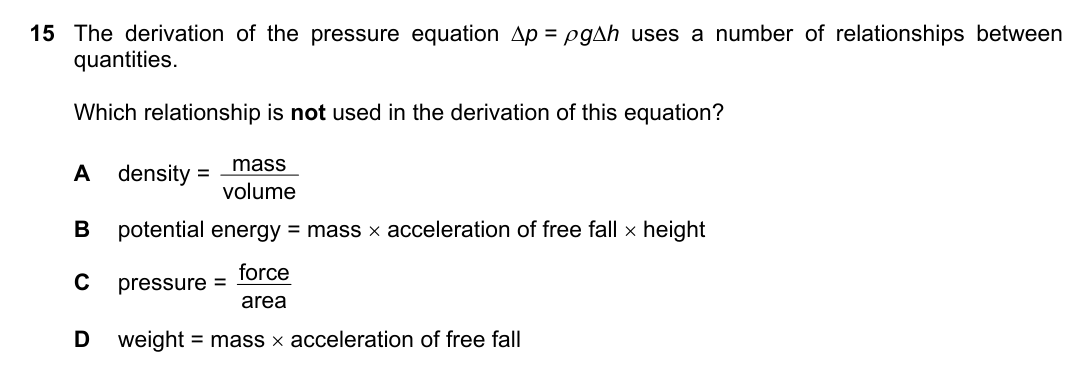 15 The derivation of the pressure equation Δp = ρgΔh uses a number of relationships between
quantities.
Which relationship is not used in the derivation of this equation?
A density = mass
volume
B potential energy = mass × acceleration of free fall × height
C pressure = force
area
D weight = mass × acceleration of free fall